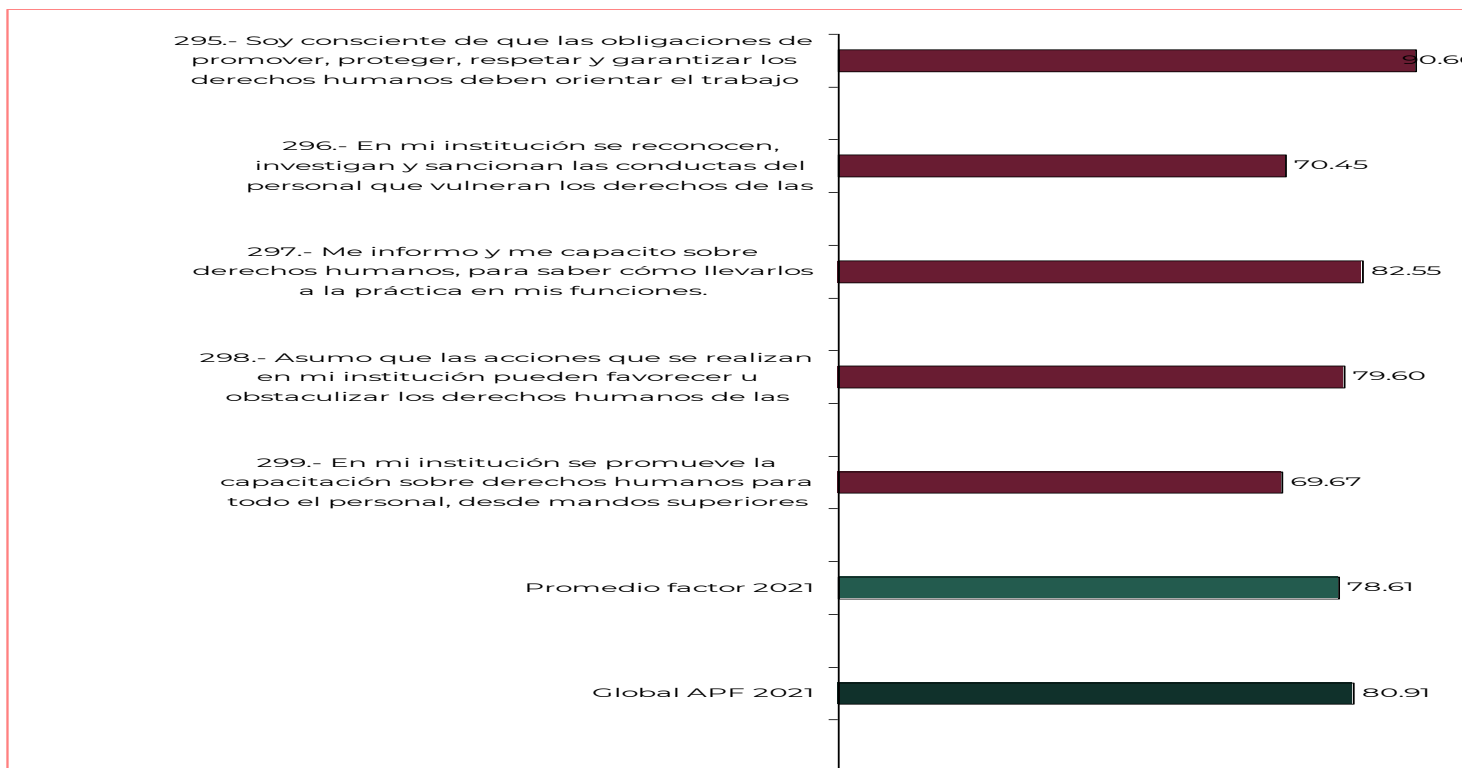 295.- Soy consciente de que las obligaciones de
promover, proteger, respetar y garantizar los
derechos humanos deben orientar el trabajo
296.- En mi institución se reconocen,
investigan y sancionan las conductas del
personal que vulneran los derechos de las
70.45
297.- Me informo y me capacito sobre
derechos humanos, para saber cómo llevarlos
a la práctica en mis funciones.
82.55
298.- Asumo que las acciones que se realizan
en mi institución pueden favorecer u
obstaculizar los derechos humanos de las
79.60
299.- En mi institución se promueve la
capacitación sobre derechos humanos para
todo el personal, desde mandos superiores
69.67
Promedio factor 2021
78.61
Global APF 2021
80.91